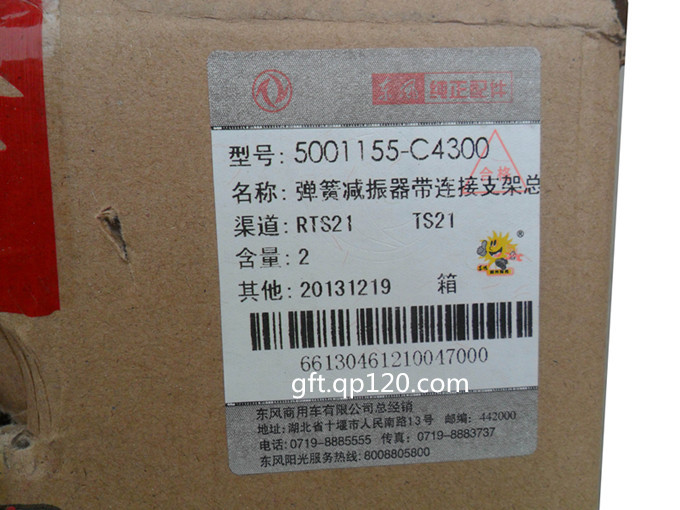 东风 纯正配件
型号: 5001155-C4300
合格
名称: 弹簧减振器带连接支架总
渠道: RTS21 TS21
®
含量: 2
其他: 20131219 箱
66130461210047000
gft.qp120.com
东风商用车有限公司总经销
地址: 湖北省十堰市人民南路13号 邮编: 442000
电话: 0719-8885555 传真: 0719-8883737
东风阳光服务热线: 8008805800